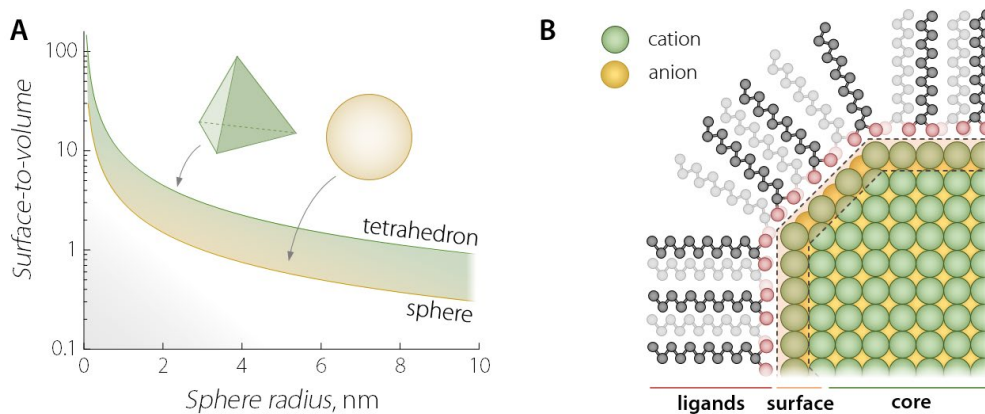 A
Surface-to-volume
100
10
1
0.1
tetrahedron
sphere
0
2
4
6
8
10
Sphere radius, nm
B
cation
anion
ligands
surface
core